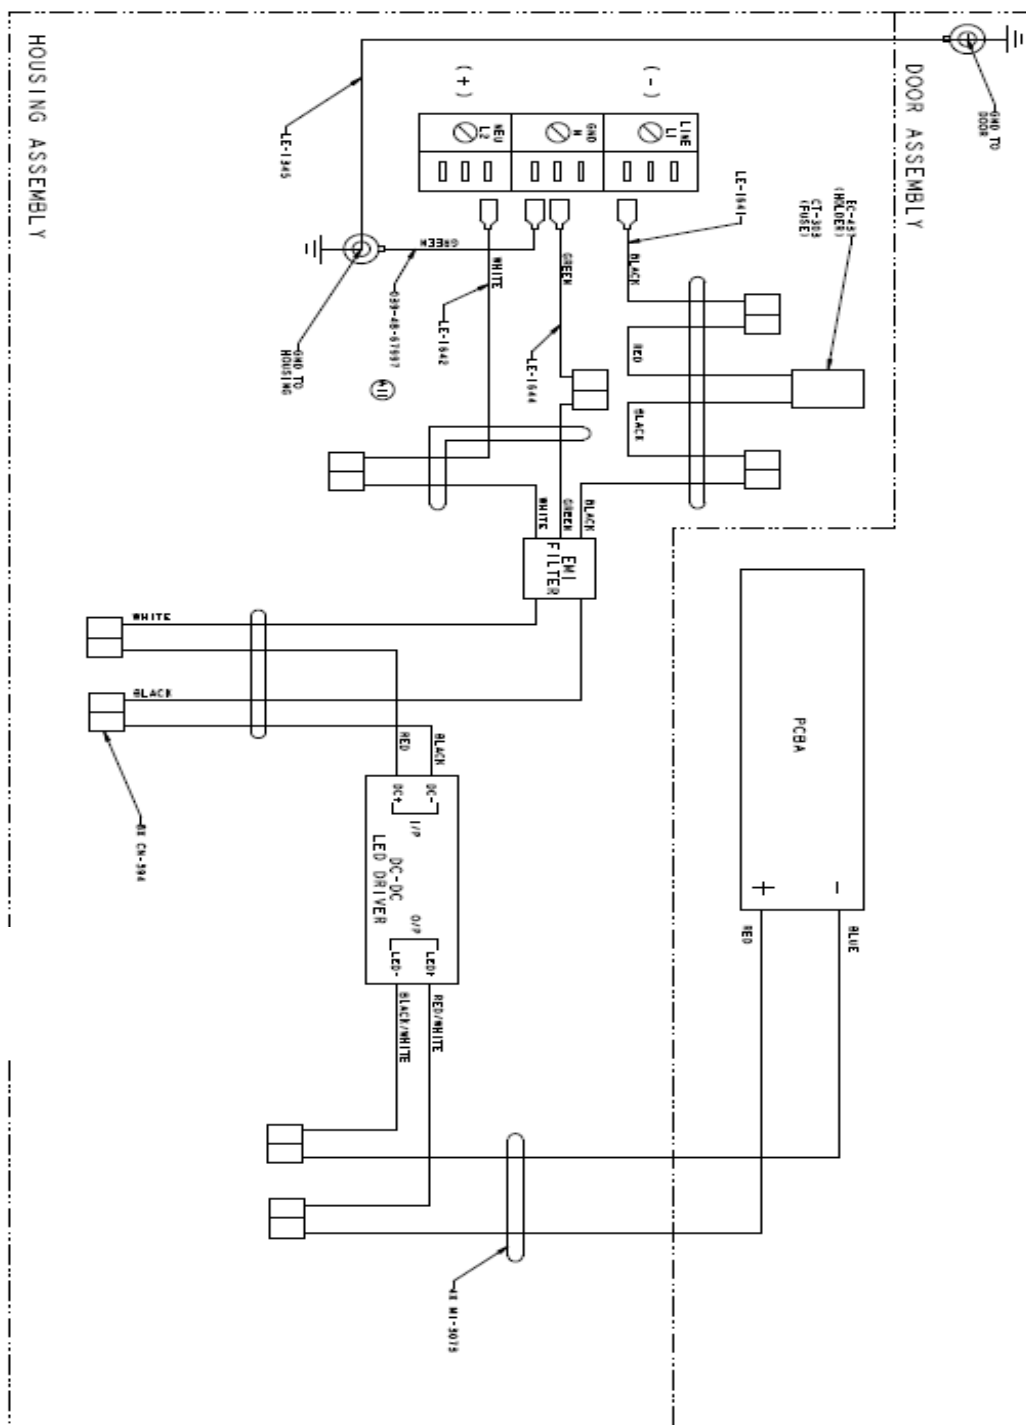 HOUSING ASSEMBLY
DOOR ASSEMBLY
GND TO
DOOR
(+)
(-)
NEU
L2
GND
LINE
L1
LE-1345
GREEN
WHITE
GREEN
BLACK
LE-1641
EC-437
(HOLDER)
CT-303
(FUSE)
LE-1642
LE-1644
GND TO
HOUSING
RED
BLACK
WHITE
GREEN
BLACK
EMI
FILTER
WHITE
BLACK
RED
BLACK
DC+
DC-
I/P
DC-DC
LED DRIVER
O/P
LED-
LED+
BLACK/WHITE
RED/WHITE
PCBA
+
-
RED
BLUE